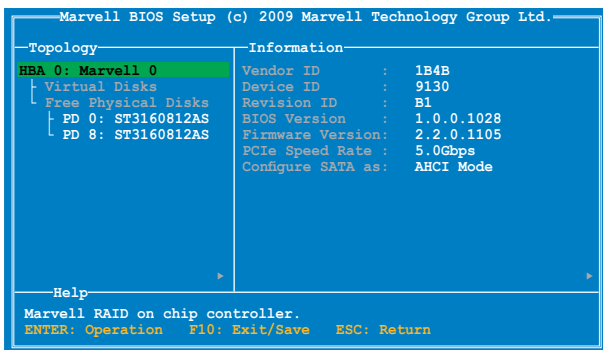 Marvell BIOS Setup (c) 2009 Marvell Technology Group Ltd.
Topology
HBA 0: Marvell 0
Virtual Disks
Free Physical Disks
PD 0: ST3160812AS
PD 8: ST3160812AS
Information
Vendor ID : 1B4B
Device ID : 9130
Revision ID : B1
BIOS Version : 1.0.0.1028
Firmware Version: 2.2.0.1105
PCIe Speed Rate : 5.0Gbps
Configure SATA as: AHCI Mode
Help
Marvell RAID on chip controller.
ENTER: Operation F10: Exit/Save ESC: Return